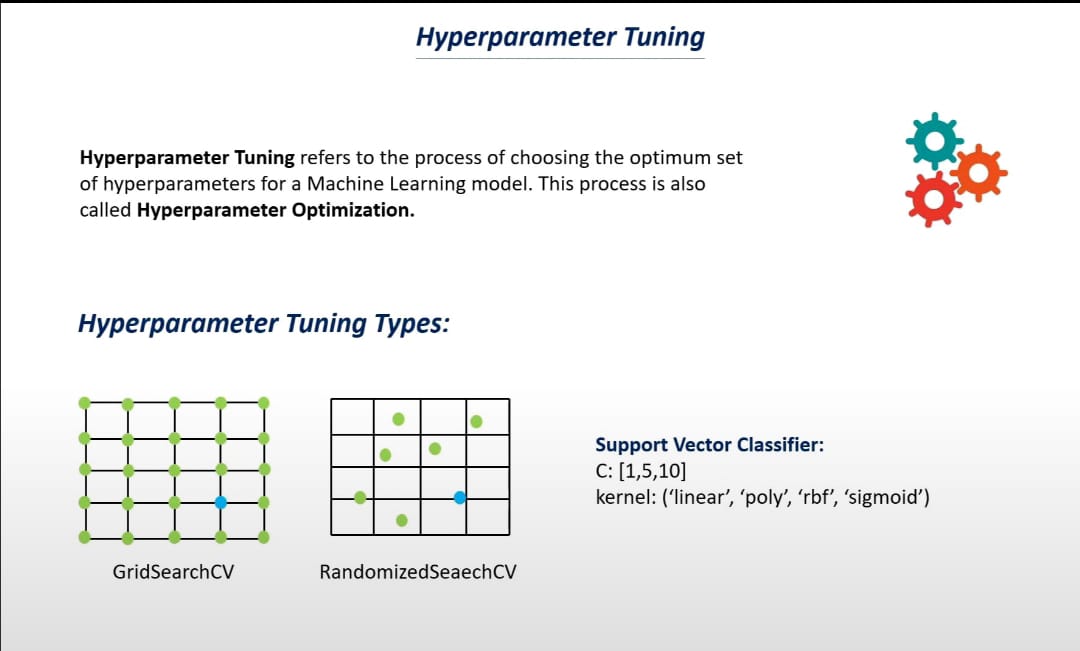 Hyperparameter Tuning
Hyperparameter Tuning refers to the process of choosing the optimum set
of hyperparameters for a Machine Learning model. This process is also
called Hyperparameter Optimization.
Hyperparameter Tuning Types:
Support Vector Classifier:
C: [1,5,10]
kernel: (‘linear’, ‘poly’, ‘rbf’, ‘sigmoid’)
GridSearchCV
RandomizedSeaechCV